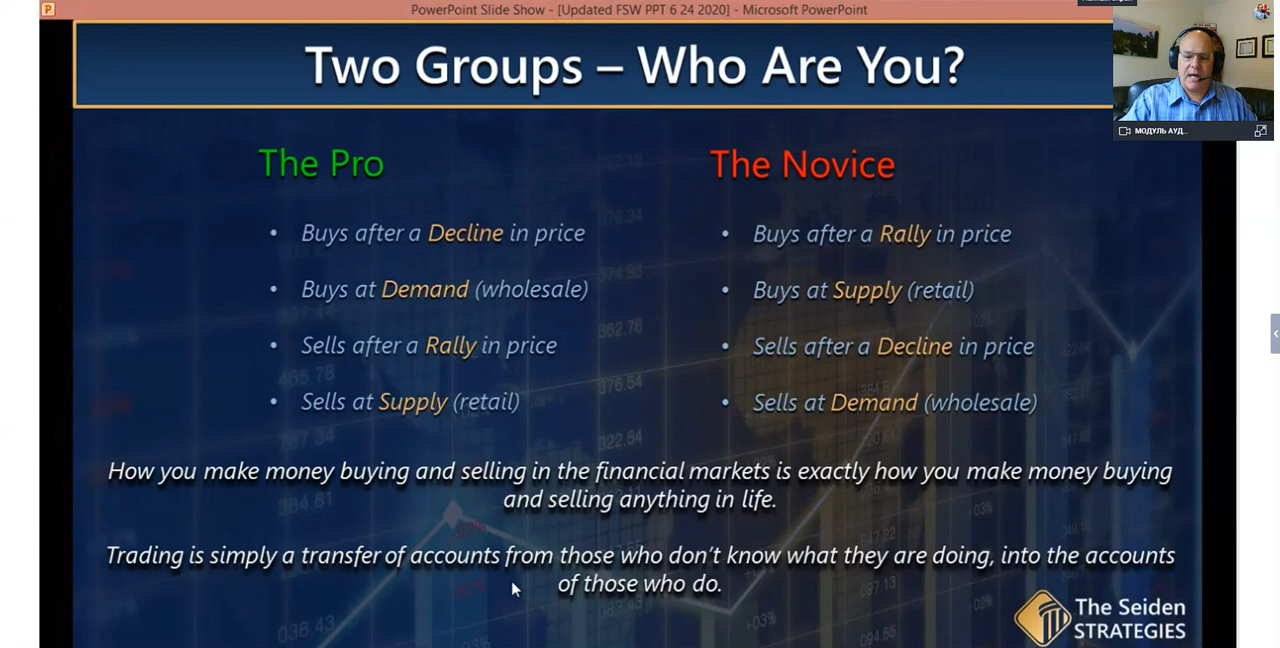 PowerPoint Slide Show - [Updated FSW PPT 6 24 2020] - Microsoft PowerPoint
Two Groups – Who Are You?
МОДУЛЬ АУД...
The Pro
• Buys after a Decline in price
• Buys at Demand (wholesale)
• Sells after a Rally in price
• Sells at Supply (retail)
The Novice
• Buys after a Rally in price
• Buys at Supply (retail)
• Sells after a Decline in price
• Sells at Demand (wholesale)
How you make money buying and selling in the financial markets is exactly how you make money buying
and selling anything in life.
Trading is simply a transfer of accounts from those who don't know what they are doing, into the accounts
of those who do.
The Seiden
STRATEGIES